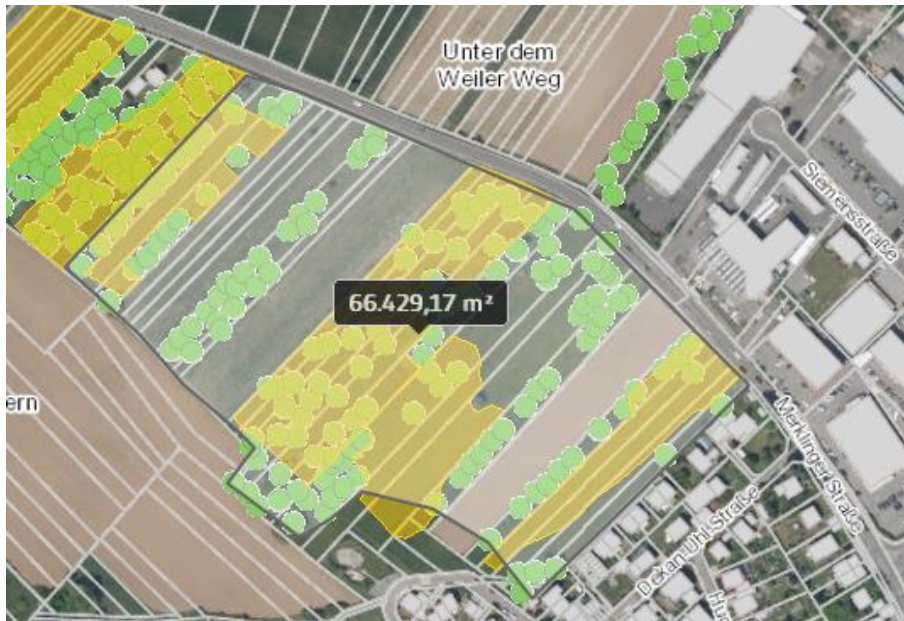 Unter dem
Weiler Weg
Siemensstraße
66.429,17 m²
ern
Merklinger Straße
Dekan-Uhl-Straße